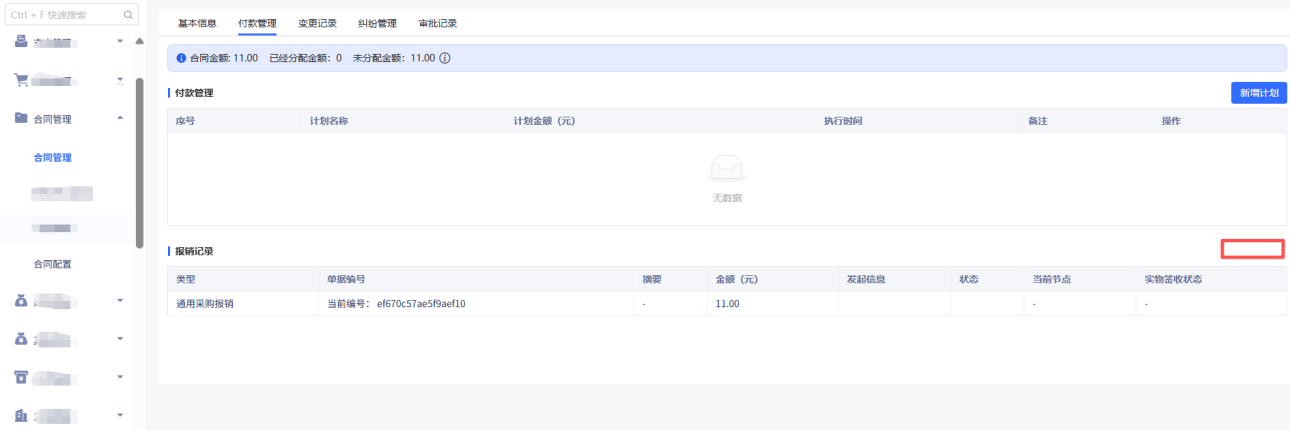 Ctrl + F 快速搜索
基本信息 付款管理 变更记录 纠纷管理 审批记录
合同金额: 11.00 已经分配金额: 0 未分配金额: 11.00
付款管理
新增计划
合同管理
序号 计划名称 计划金额（元） 执行时间 备注 操作
合同管理
无数据
报销记录
合同配置
类型 单据编号 摘要 金额（元） 发起信息 状态 当前节点 实物签收状态
通用采购报销 当前编号: ef670c57ae5f9aef10 - 11.00 - -